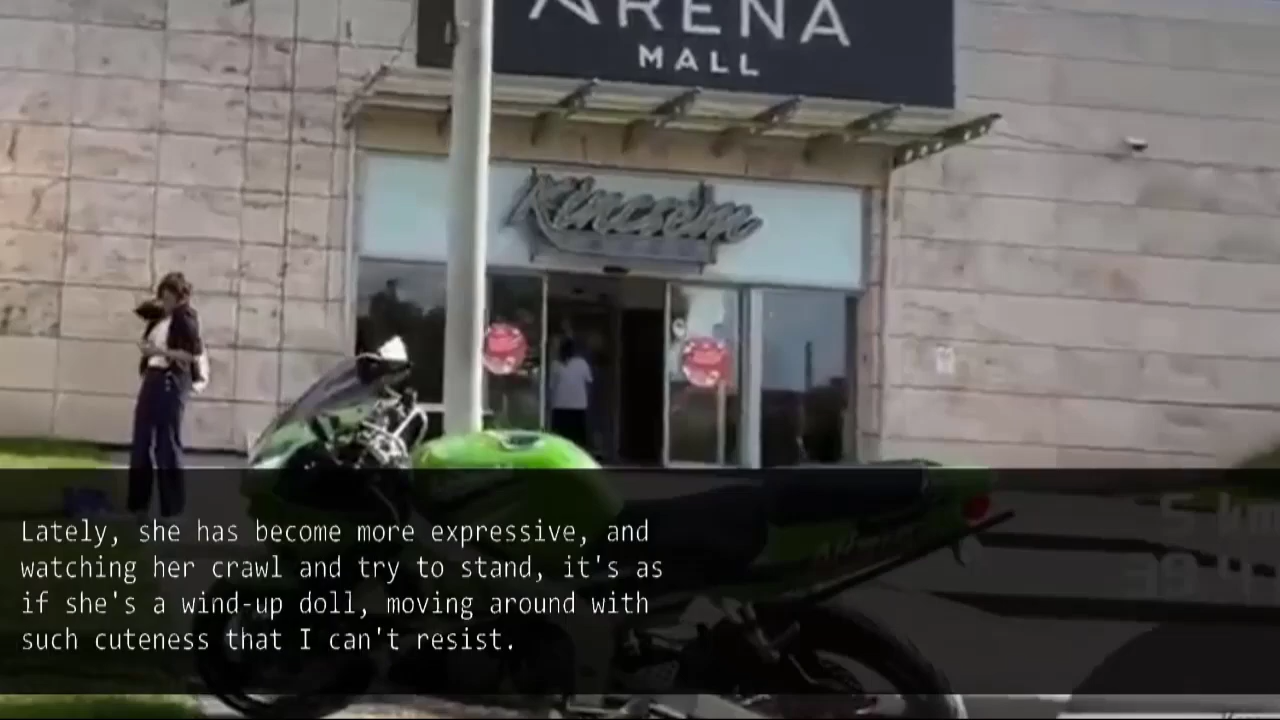 ARENA
MALL
Kincsem
Lately, she has become more expressive, and
watching her crawl and try to stand, it's as
if she's a wind-up doll, moving around with
such cuteness that I can't resist.